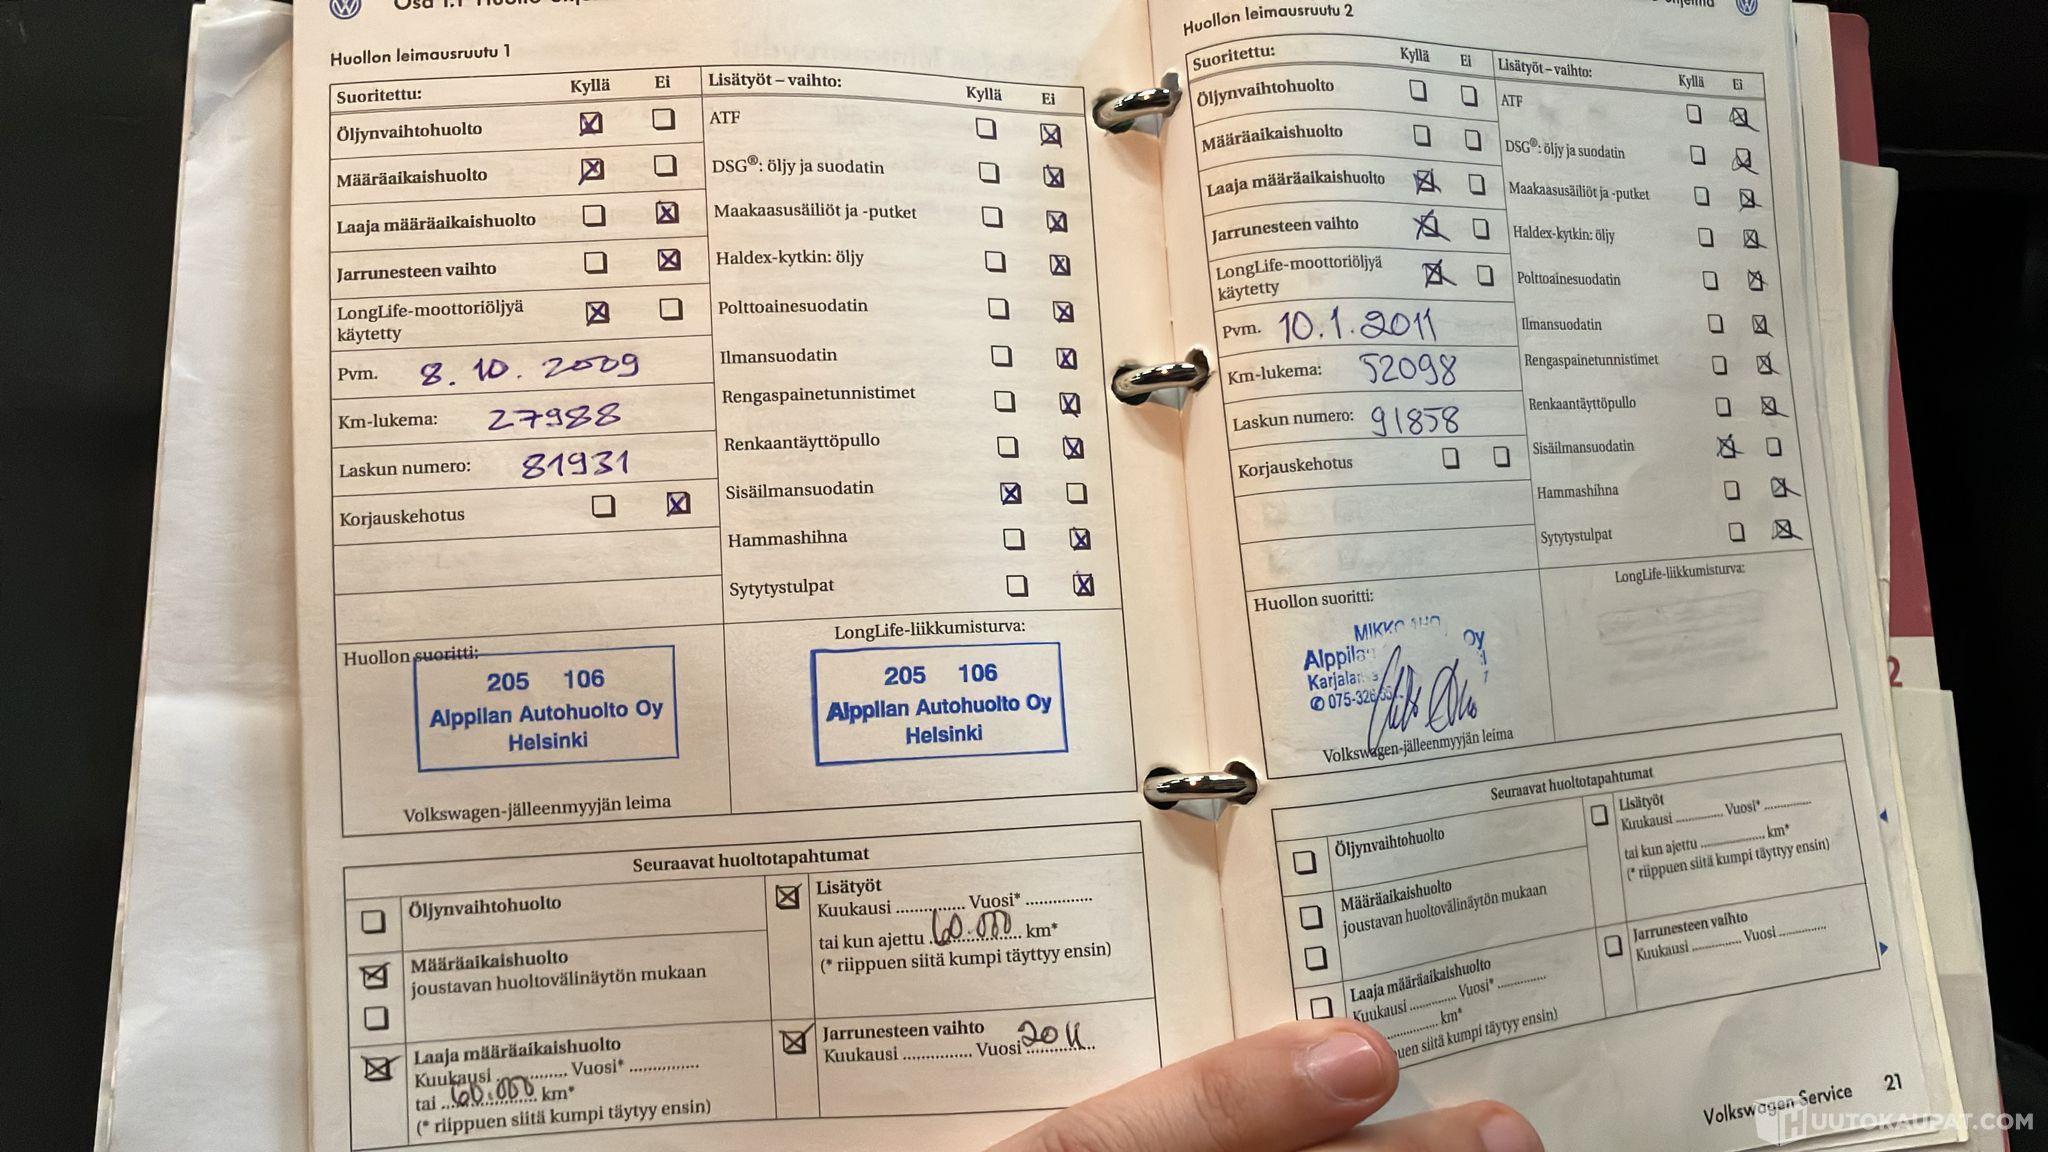 Osa 1.1
Huollon leimausruutu 1
Suoritettu: Kyllä Ei
Öljynvaihtohuolto
Määräaikaishuolto
Laaja määräaikaishuolto
Jarrunesteen vaihto
LongLife-moottoriöljyä
käytetty
Pvm. 8.10.2009
Km-lukema: 27988
Laskun numero: 81931
Korjauskehotus
Lisätyöt – vaihto: Kyllä Ei
ATF
DSG®: öljy ja suodatin
Maakaasusäiliöt ja -putket
Haldex-kytkin: öljy
Polttoainesuodatin
Ilmansuodatin
Rengaspainetunnistimet
Renkaantäyttöpullo
Sisäilmansuodatin
Hammashihna
Sytytystulpat
Huollon suoritti:
205 106
Alppilan Autohuolto Oy
Helsinki
Volkswagen-jälleenmyyjän leima
LongLife-liikkumisturva:
205 106
Alppilan Autohuolto Oy
Helsinki
Seuraavat huoltotapahtumat
Öljynvaihtohuolto
Määräaikaishuolto
joustavan huoltovälinäytön mukaan
Laaja määräaikaishuolto
Kuukausi .......... Vuosi* ...............
tai 60.000 km*
(* riippuen siitä kumpi täytyy ensin)
Lisätyöt
Kuukausi ............... Vuosi* ...............
tai kun ajettu 60.000 km*
(* riippuen siitä kumpi täyttyy ensin)
Jarrunesteen vaihto
Kuukausi ............... Vuosi 2011
Huollon leimausruutu 2
Suoritettu: Kyllä Ei
Öljynvaihtohuolto
Määräaikaishuolto
Laaja määräaikaishuolto
Jarrunesteen vaihto
LongLife-moottoriöljyä
käytetty
Pvm. 10.1.2011
Km-lukema: 52098
Laskun numero: 91858
Korjauskehotus
Lisätyöt – vaihto: Kyllä Ei
ATF
DSG®: öljy ja suodatin
Maakaasusäiliöt ja -putket
Haldex-kytkin: öljy
Polttoainesuodatin
Ilmansuodatin
Rengaspainetunnistimet
Renkaantäyttöpullo
Sisäilmansuodatin
Hammashihna
Sytytystulpat
Huollon suoritti:
MIKKO Oy
Volkswagen-jälleenmyyjän leima
LongLife-liikkumisturva:
Seuraavat huoltotapahtumat
Öljynvaihtohuolto
Määräaikaishuolto
joustavan huoltovälinäytön mukaan
Laaja määräaikaishuolto
Kuukausi ............. Vuosi* ...............
............... km*
siitä kumpi täytyy ensin)
Lisätyöt
Kuukausi ............... Vuosi* ...............
tai kun ajettu .................... km*
(* riippuen siitä kumpi täyttyy ensin)
Jarrunesteen vaihto
Kuukausi ............... Vuosi ...............
Volkswagen Service 21
2
HUUTOKAUPAT.COM